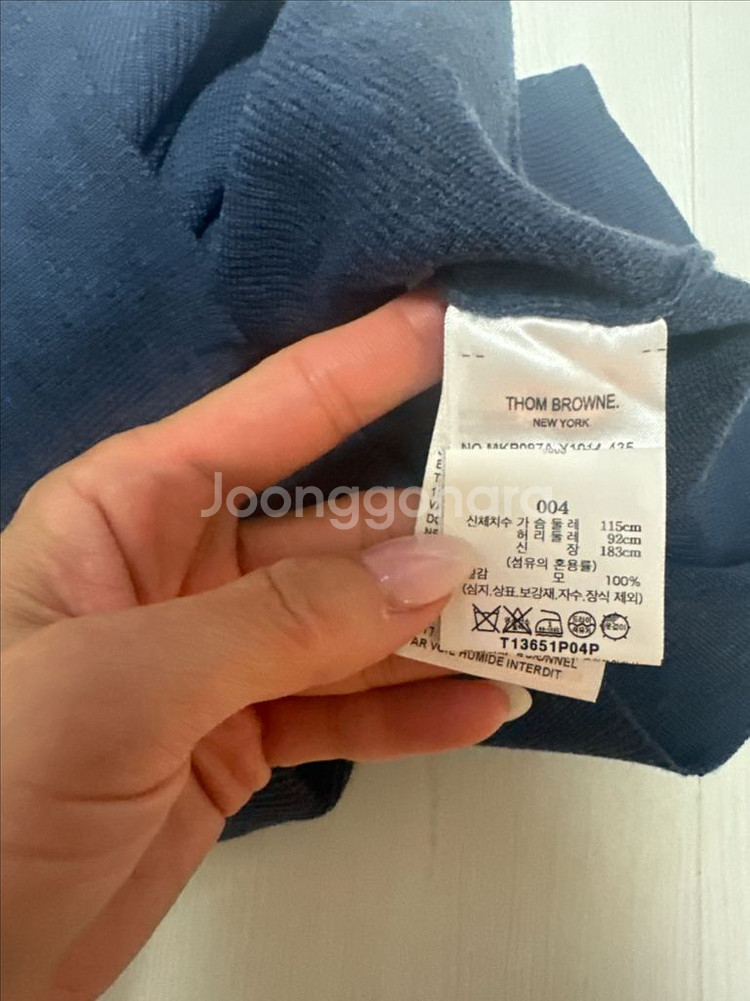 THOM BROWNE.
NEW YORK
Joonggonara
004
신체치수 가 슴 둘 레 115cm
허 리 둘 레 92cm
신 장 183cm
(섬유의 혼용률)
겉감 모 100%
(심지,상표,보강재,자수,장식 제외)
T13651P04P
HUMIDE INTERDIT